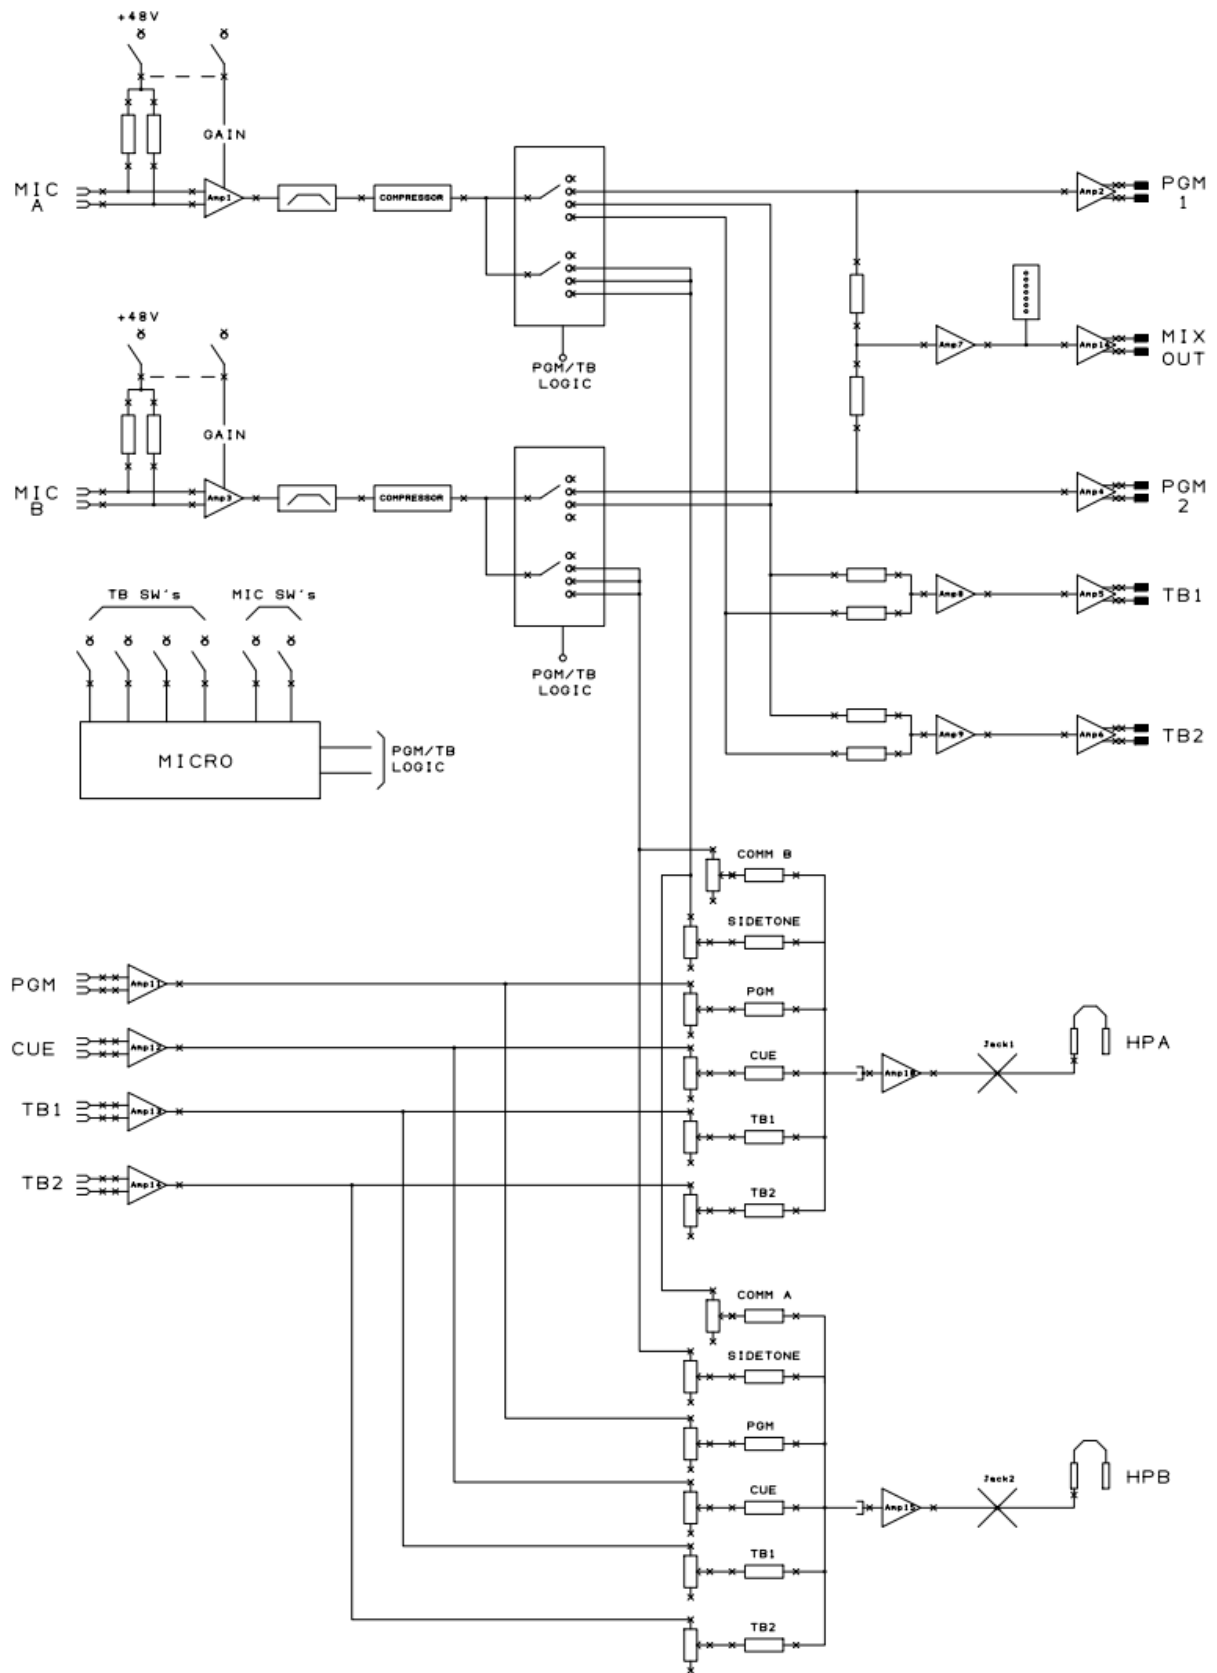 +48V
GAIN
MIC
A
Amp1
COMPRESSOR
Amp2
PGM
1
+48V
PGM/TB
LOGIC
Amp7
MIX
OUT
GAIN
MIC
B
Amp3
COMPRESSOR
Amp4
PGM
2
TB SW's
MIC SW's
PGM/TB
LOGIC
Amp8
Amp5
TB1
MICRO
PGM/TB
LOGIC
Amp9
Amp6
TB2
COMM B
SIDETONE
PGM
Amp11
PGM
CUE
Amp12
CUE
Jack1
Amp10
HPA
TB1
Amp13
TB1
TB2
Amp14
TB2
COMM A
SIDETONE
PGM
CUE
Jack2
Amp15
HPB
TB1
TB2